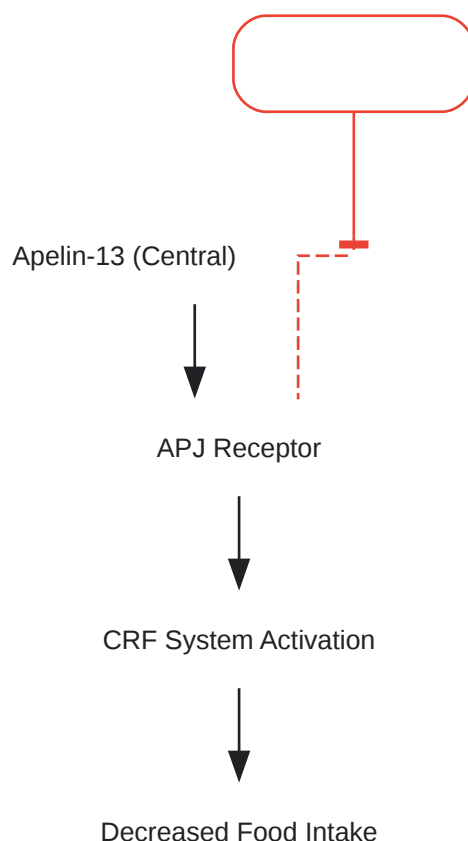 Apelin-13 (Central)
APJ Receptor
CRF System Activation
Decreased Food Intake